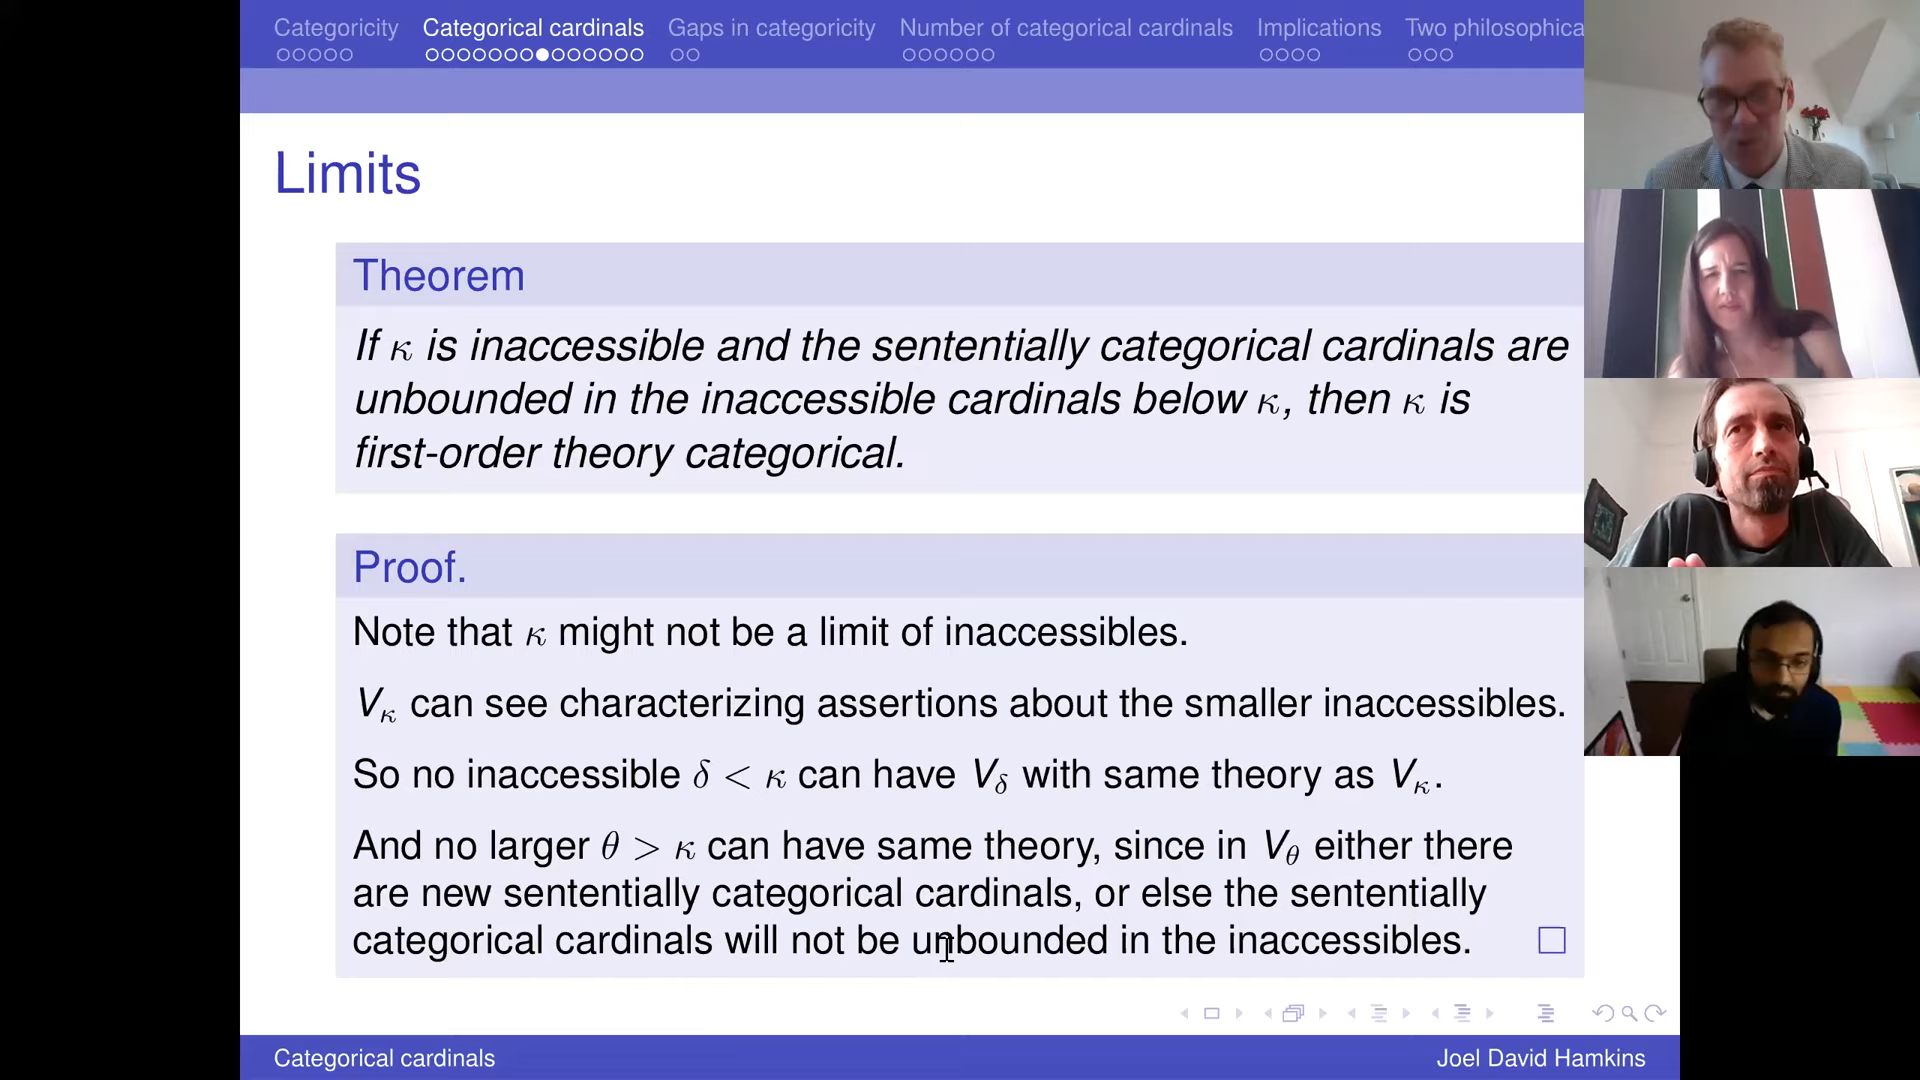 Categoricity Categorical cardinals Gaps in categoricity Number of categorical cardinals Implications Two philosophica
Limits
Theorem
If κ is inaccessible and the sententially categorical cardinals are
unbounded in the inaccessible cardinals below κ, then κ is
first-order theory categorical.
Proof.
Note that κ might not be a limit of inaccessibles.
V_κ can see characterizing assertions about the smaller inaccessibles.
So no inaccessible δ < κ can have V_δ with same theory as V_κ.
And no larger θ > κ can have same theory, since in V_θ either there
are new sententially categorical cardinals, or else the sententially
categorical cardinals will not be unbounded in the inaccessibles. □
Categorical cardinals Joel David Hamkins